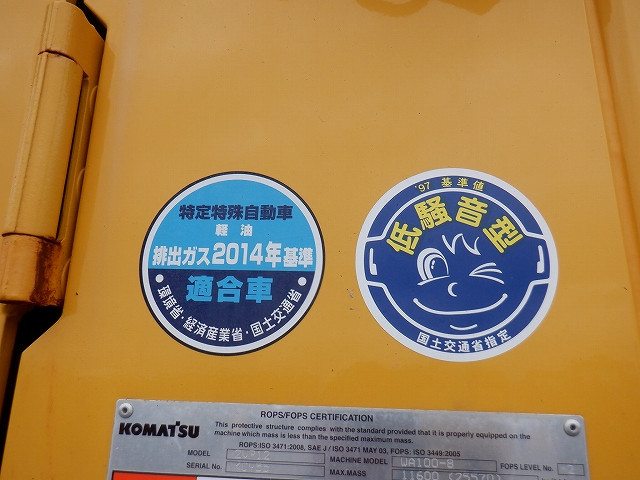 特定特殊自動車
軽油
排出ガス2014年基準
適合車
・環境省・経済産業省・国土交通省・
'97 基準値
低騒音型
国土交通省指定
ROPS/FOPS CERTIFICATION
KOMATSU
This protective structure complies with the standard provided that it is properly equipped on the
machine which mass is less than the specified maximum mass.
ROPS:ISO 3471:2008, SAE J / ISO 3471 MAY 03, FOPS: ISO 3449:2005
MODEL
MACHINE MODEL WA100-8
FOPS LEVEL No. 2
SERIAL No.
MAX.MASS